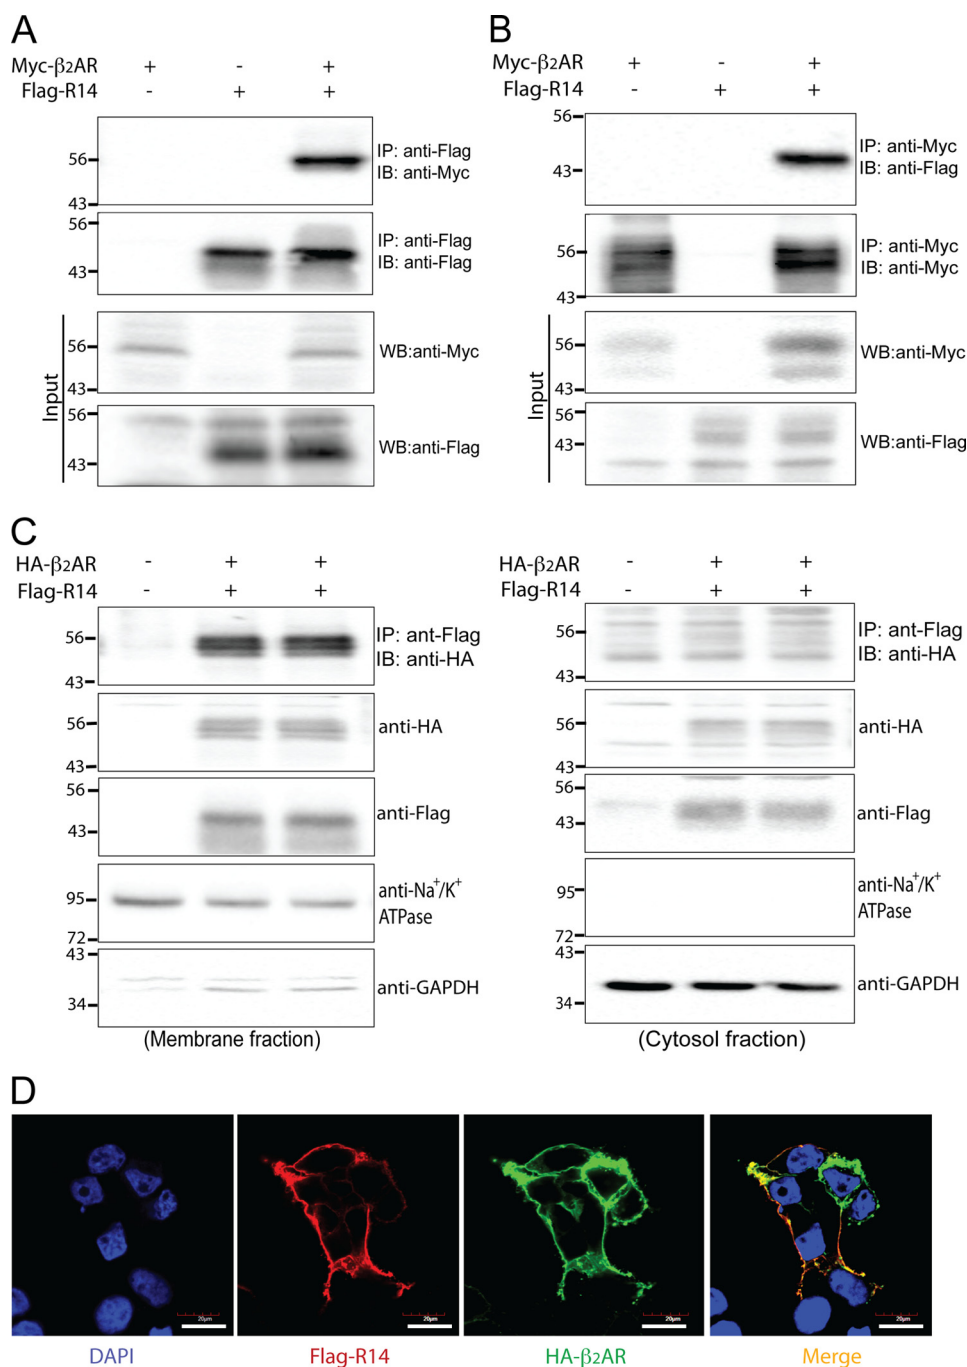 A
Myc-β2AR + - +
Flag-R14 - + +
56
43
IP: anti-Flag
IB: anti-Myc
56
43
IP: anti-Flag
IB: anti-Flag
Input
56
43
WB:anti-Myc
56
43
WB:anti-Flag
B
Myc-β2AR + - +
Flag-R14 - + +
56
43
IP: anti-Myc
IB: anti-Flag
56
43
IP: anti-Myc
IB: anti-Myc
Input
56
43
WB:anti-Myc
56
43
WB:anti-Flag
C
HA-β2AR - + +
Flag-R14 - + +
56
43
IP: ant-Flag
IB: anti-HA
56
43
anti-HA
56
43
anti-Flag
95
72
anti-Na+/K+
ATPase
43
34
anti-GAPDH
(Membrane fraction)
HA-β2AR - + +
Flag-R14 - + +
56
43
IP: ant-Flag
IB: anti-HA
56
43
anti-HA
56
43
anti-Flag
95
72
anti-Na+/K+
ATPase
43
34
anti-GAPDH
(Cytosol fraction)
D
20µm
20µm
20µm
20µm
DAPI
Flag-R14
HA-β2AR
Merge